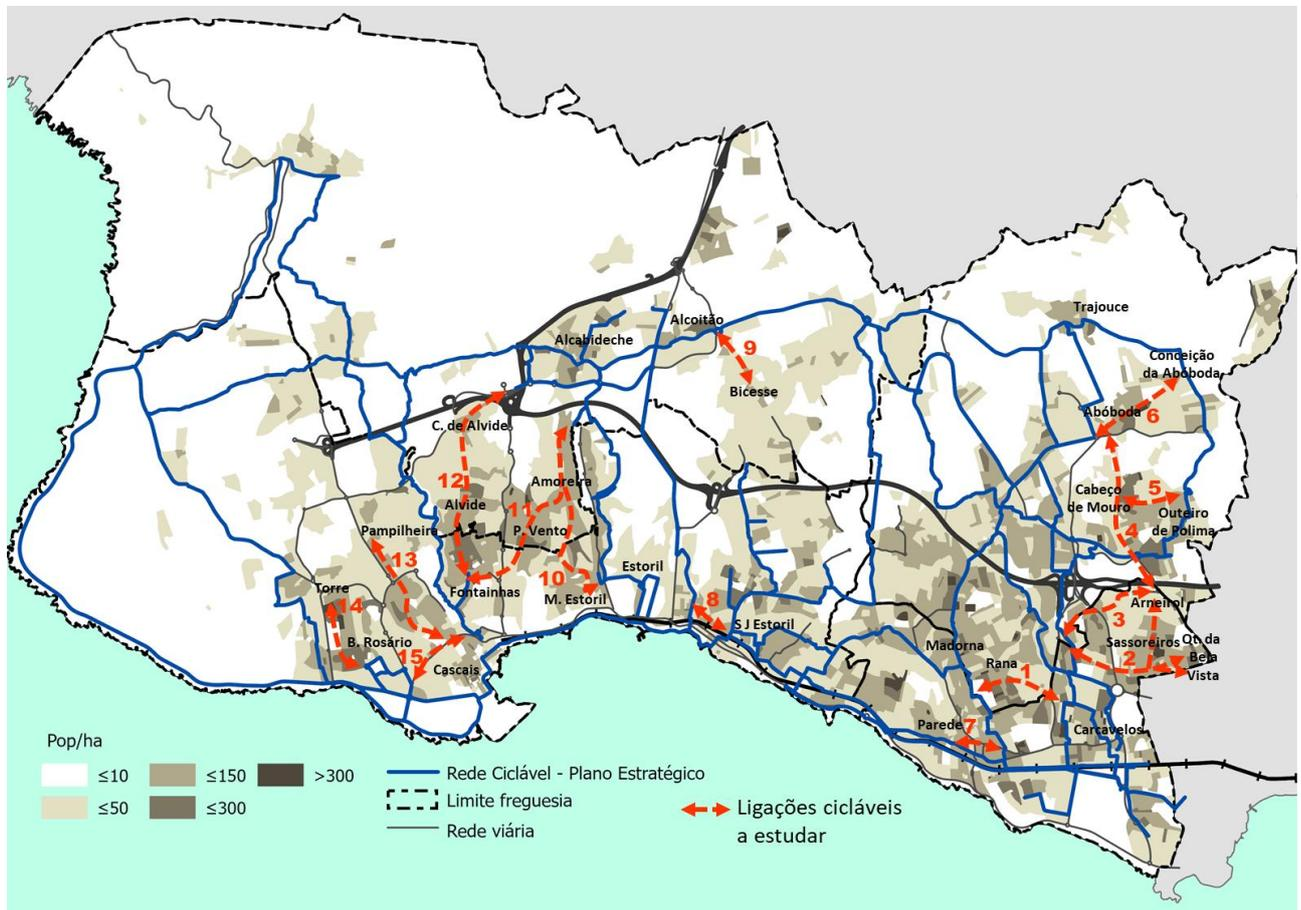 Trajouce
Alcoitão
Alcabideche
9
Conceição
da Abóboda
Bicesse
Abóboda
6
C. de Alvide
12
Amoreira
Cabeço
de Mouro
5
Alvide
11
Outeiro
de Polima
Pampilheira
P. Vento
4
13
Estoril
10
Torre
Fontainhas
M. Estoril
14
8
Arneirol
3
S J Estoril
B. Rosário
Madorna
Sassoreiros
Qt. da
Bela
Vista
15
2
Cascais
Rana
1
Parede
7
Carcavelos
Pop/ha
≤10
≤150
>300
≤50
≤300
Rede Ciclável - Plano Estratégico
Limite freguesia
Rede viária
Ligações cicláveis
a estudar